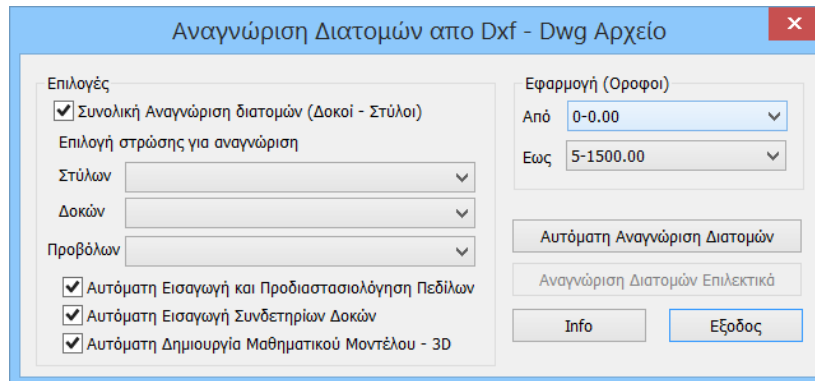 Αναγνώριση Διατομών απο Dxf - Dwg Αρχείο
Επιλογές
Συνολική Αναγνώριση διατομών (Δοκοί - Στύλοι)
Επιλογή στρώσης για αναγνώριση
Στύλων
Δοκών
Προβόλων
Αυτόματη Εισαγωγή και Προδιαστασιολόγηση Πεδίλων
Αυτόματη Εισαγωγή Συνδετηρίων Δοκών
Αυτόματη Δημιουργία Μαθηματικού Μοντέλου - 3D
Εφαρμογή (Οροφοι)
Από 0-0.00
Εως 5-1500.00
Αυτόματη Αναγνώριση Διατομών
Αναγνώριση Διατομών Επιλεκτικά
Info Εξοδος